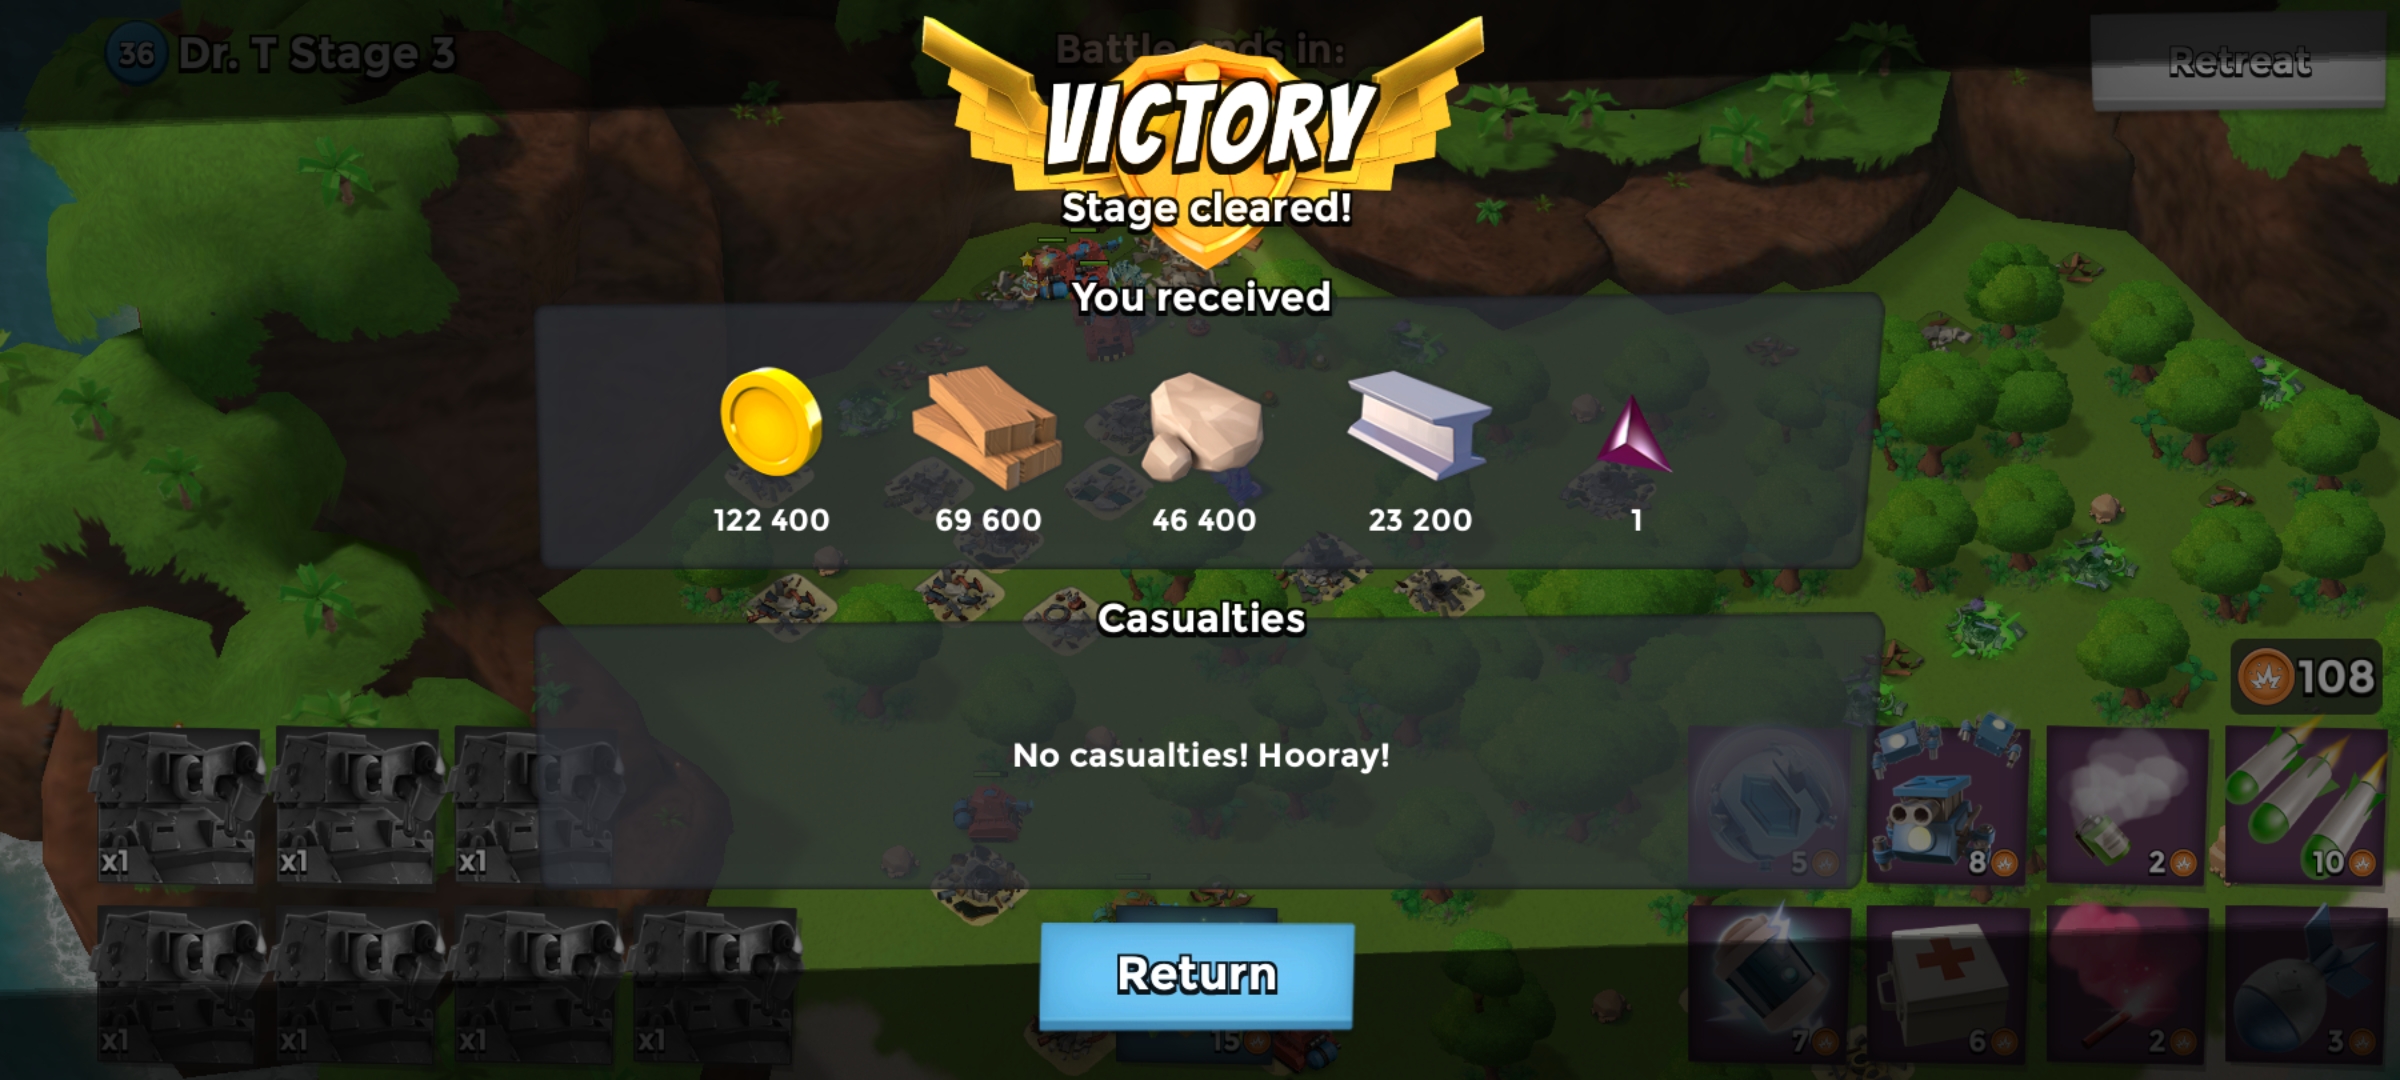 36 Dr. T Stage 3
Battle ends in:
Retreat
VICTORY
Stage cleared!
You received
122 400
69 600
46 400
23 200
1
Casualties
No casualties! Hooray!
108
x1
x1
x1
5
8
2
10
Return
x1
x1
x1
x1
15
7
6
2
3